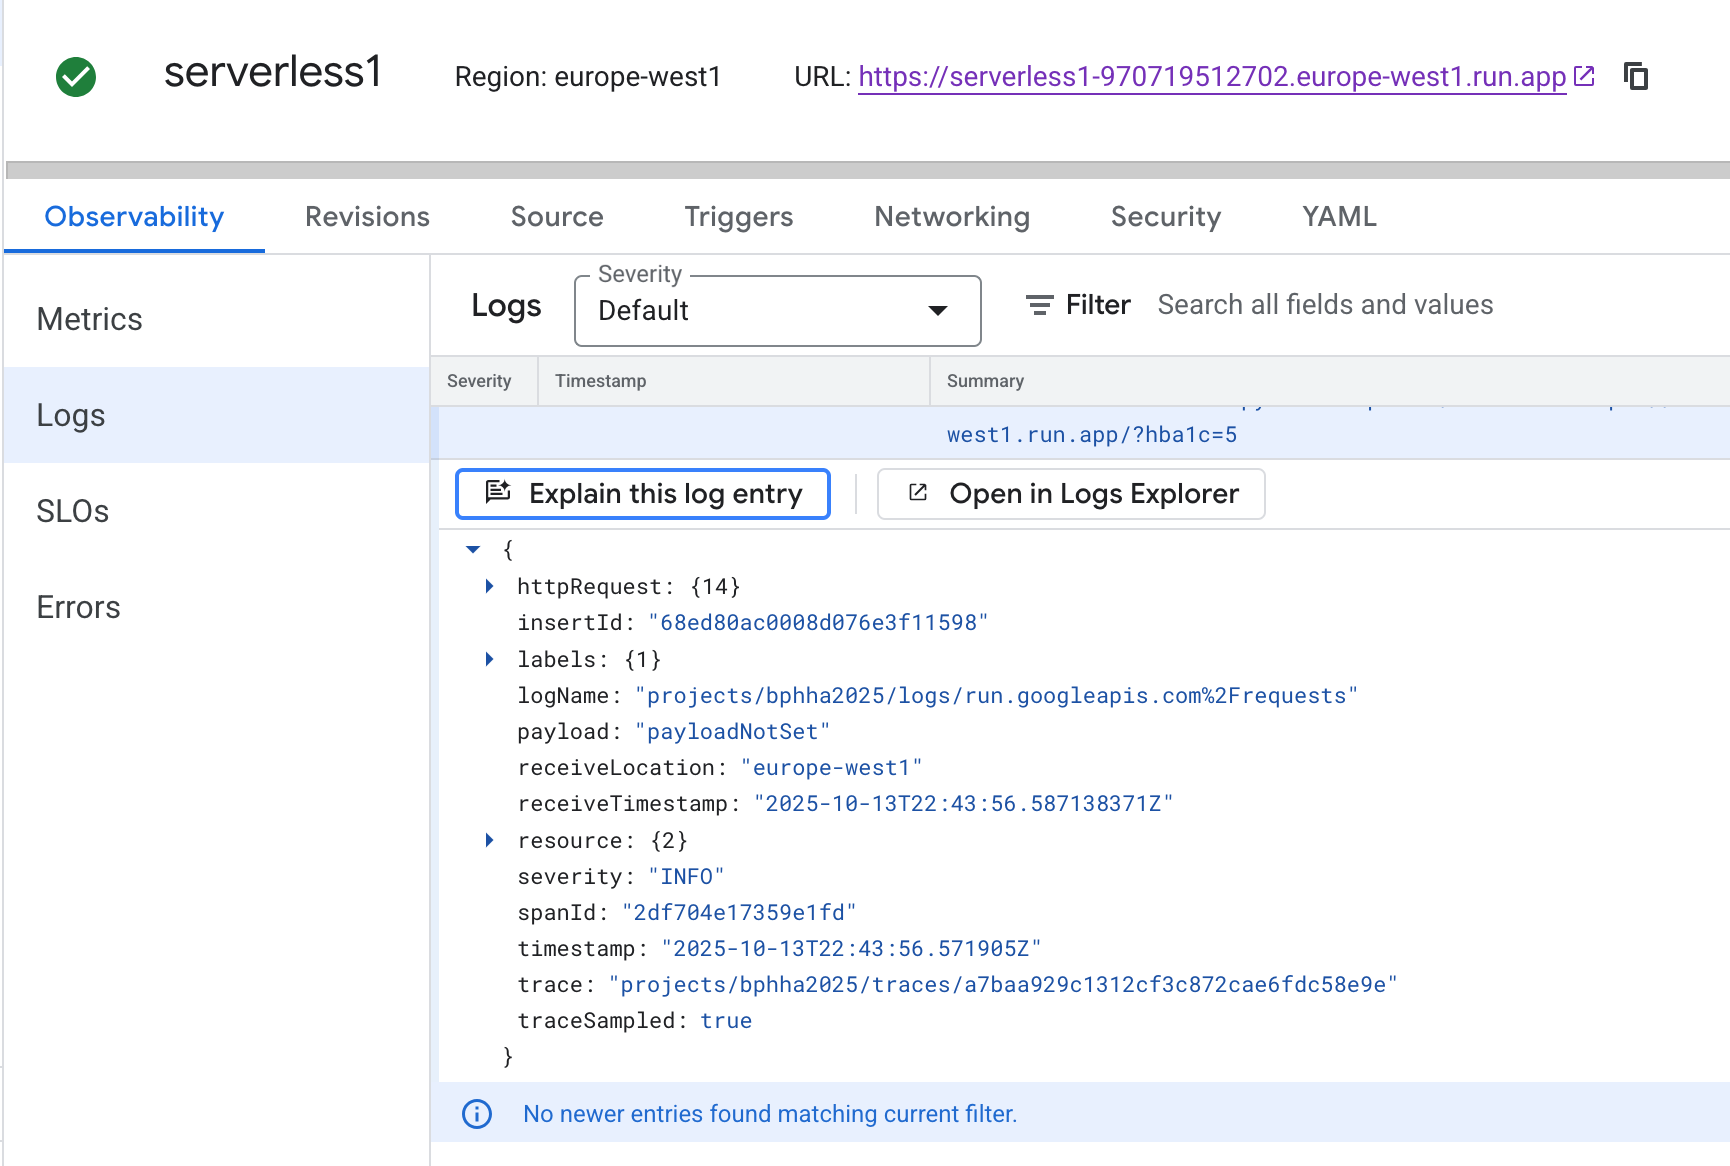 serverless1 Region: europe-west1 URL: https://serverless1-970719512702.europe-west1.run.app
Observability Revisions Source Triggers Networking Security YAML
Metrics
Logs
SLOs
Errors
Severity
Logs Default Filter Search all fields and values
Severity Timestamp Summary
west1.run.app/?hba1c=5
Explain this log entry Open in Logs Explorer
{
httpRequest: {14}
insertId: "68ed80ac0008d076e3f11598"
labels: {1}
logName: "projects/bphha2025/logs/run.googleapis.com%2Frequests"
payload: "payloadNotSet"
receiveLocation: "europe-west1"
receiveTimestamp: "2025-10-13T22:43:56.587138371Z"
resource: {2}
severity: "INFO"
spanId: "2df704e17359e1fd"
timestamp: "2025-10-13T22:43:56.571905Z"
trace: "projects/bphha2025/traces/a7baa929c1312cf3c872cae6fdc58e9e"
traceSampled: true
}
No newer entries found matching current filter.